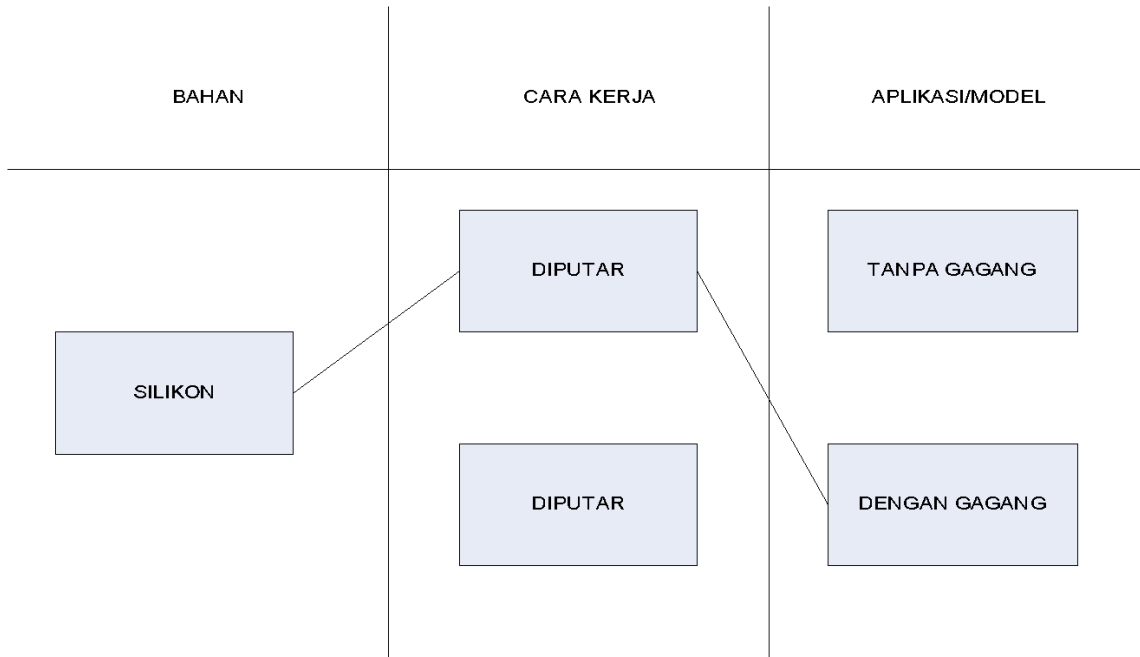 BAHAN
CARA KERJA
APLIKASI/MODEL
DIPUTAR
TANPA GAGANG
SILIKON
DIPUTAR
DENGAN GAGANG